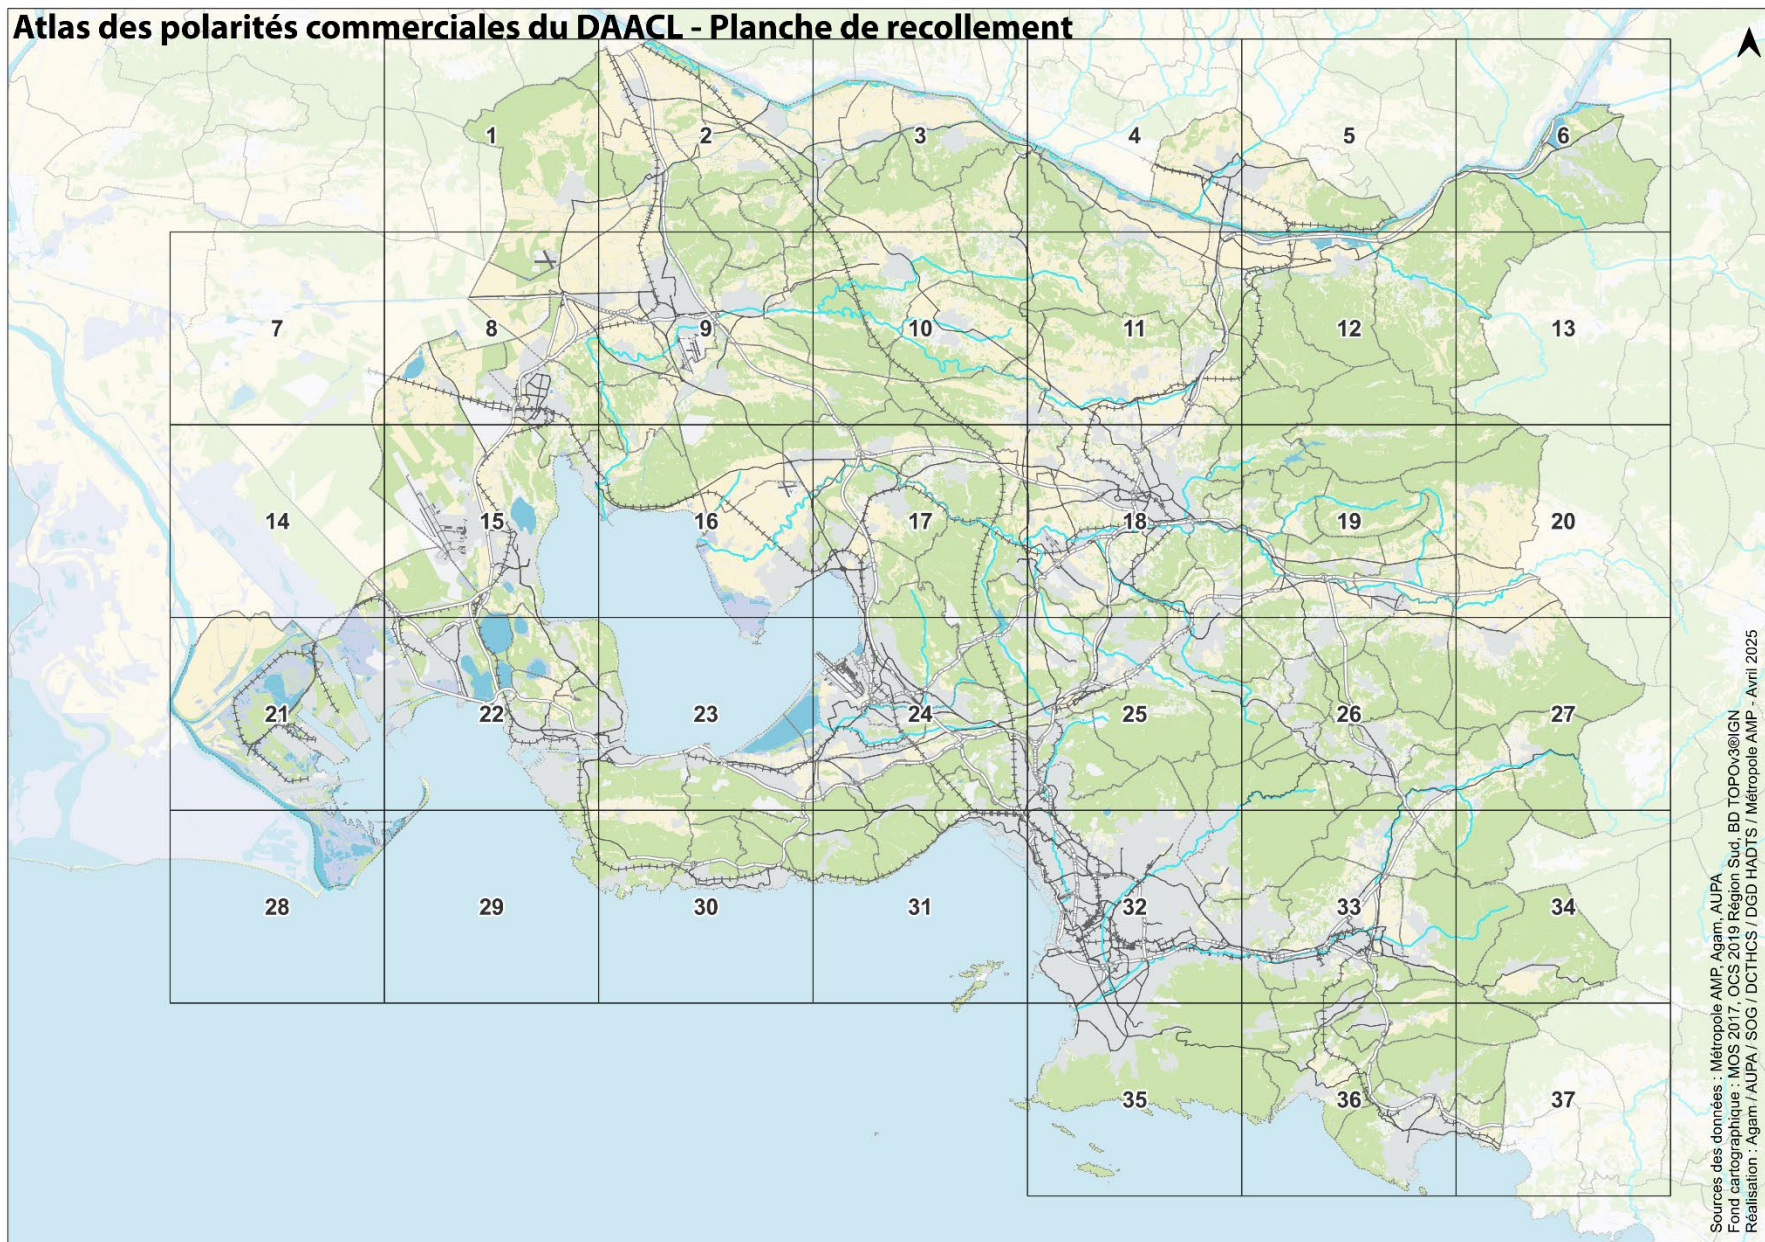 Atlas des polarités commerciales du DAACL - Planche de recollement
1 2 3 4 5 6
7 8 9 10 11 12 13
14 15 16 17 18 19 20
21 22 23 24 25 26 27
28 29 30 31 32 33 34
35 36 37
Sources des données : Métropole AMP, Agam, AUPA
Fond cartographique : MOS 2017, OCS 2019 Région Sud, BD TOPOv3®IGN
Réalisation : Agam / AUPA / SOG / DCTHCS / DGD HADTS / Métropole AMP - Avril 2025